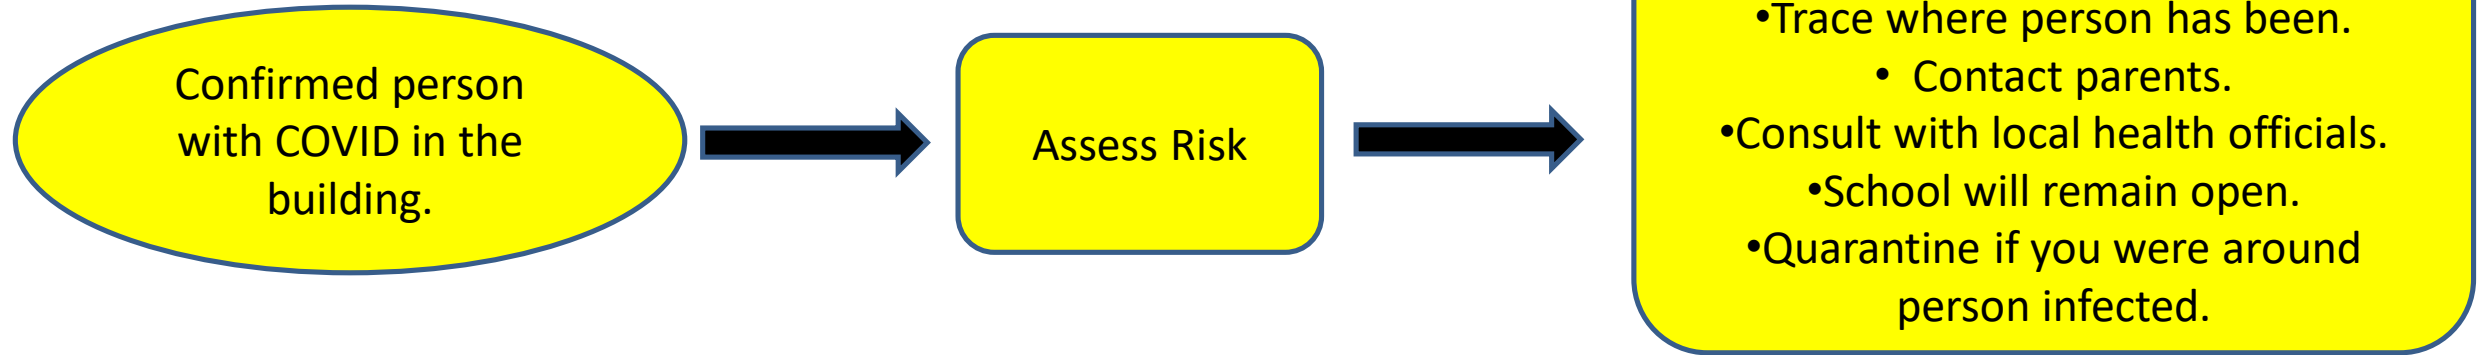 Confirmed person
with COVID in the
building.
Assess Risk
•Trace where person has been.
• Contact parents.
•Consult with local health officials.
•School will remain open.
•Quarantine if you were around
person infected.